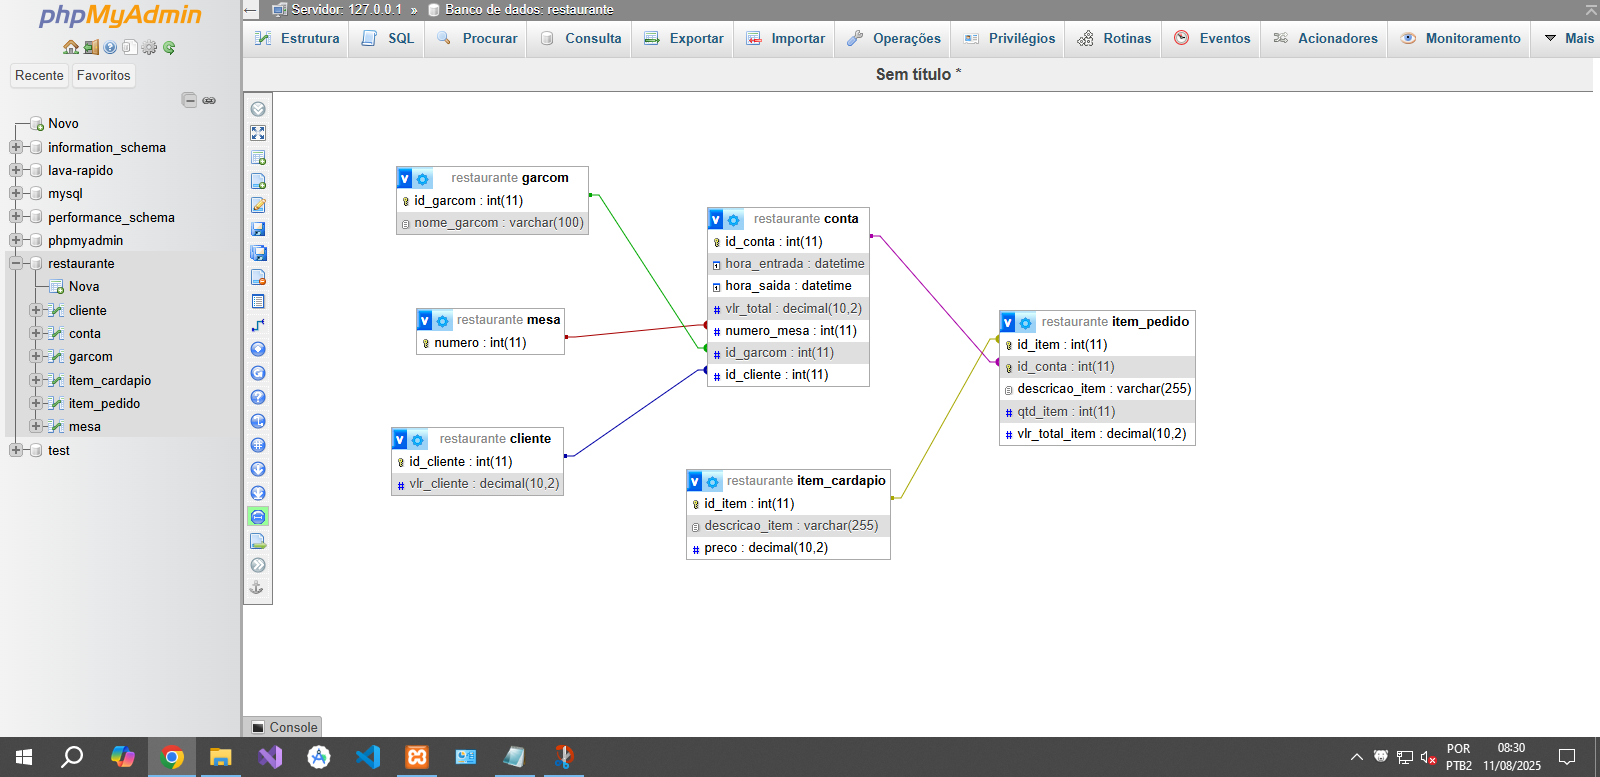 phpMyAdmin
Recente Favoritos
Novo
information_schema
lava-rapido
mysql
performance_schema
phpmyadmin
restaurante
Nova
cliente
conta
garcom
item_cardapio
item_pedido
mesa
test
Servidor: 127.0.0.1 » Banco de dados: restaurante
Estrutura SQL Procurar Consulta Exportar Importar Operações Privilégios Rotinas Eventos Acionadores Monitoramento Mais
Sem título *
v restaurante garcom
id_garcom : int(11)
nome_garcom : varchar(100)
v restaurante mesa
numero : int(11)
v restaurante cliente
id_cliente : int(11)
# vlr_cliente : decimal(10,2)
v restaurante conta
id_conta : int(11)
hora_entrada : datetime
hora_saida : datetime
# vlr_total : decimal(10,2)
# numero_mesa : int(11)
# id_garcom : int(11)
# id_cliente : int(11)
v restaurante item_cardapio
id_item : int(11)
descricao_item : varchar(255)
# preco : decimal(10,2)
v restaurante item_pedido
id_item : int(11)
id_conta : int(11)
descricao_item : varchar(255)
# qtd_item : int(11)
# vlr_total_item : decimal(10,2)
Console
POR
PTB2
08:30
11/08/2025